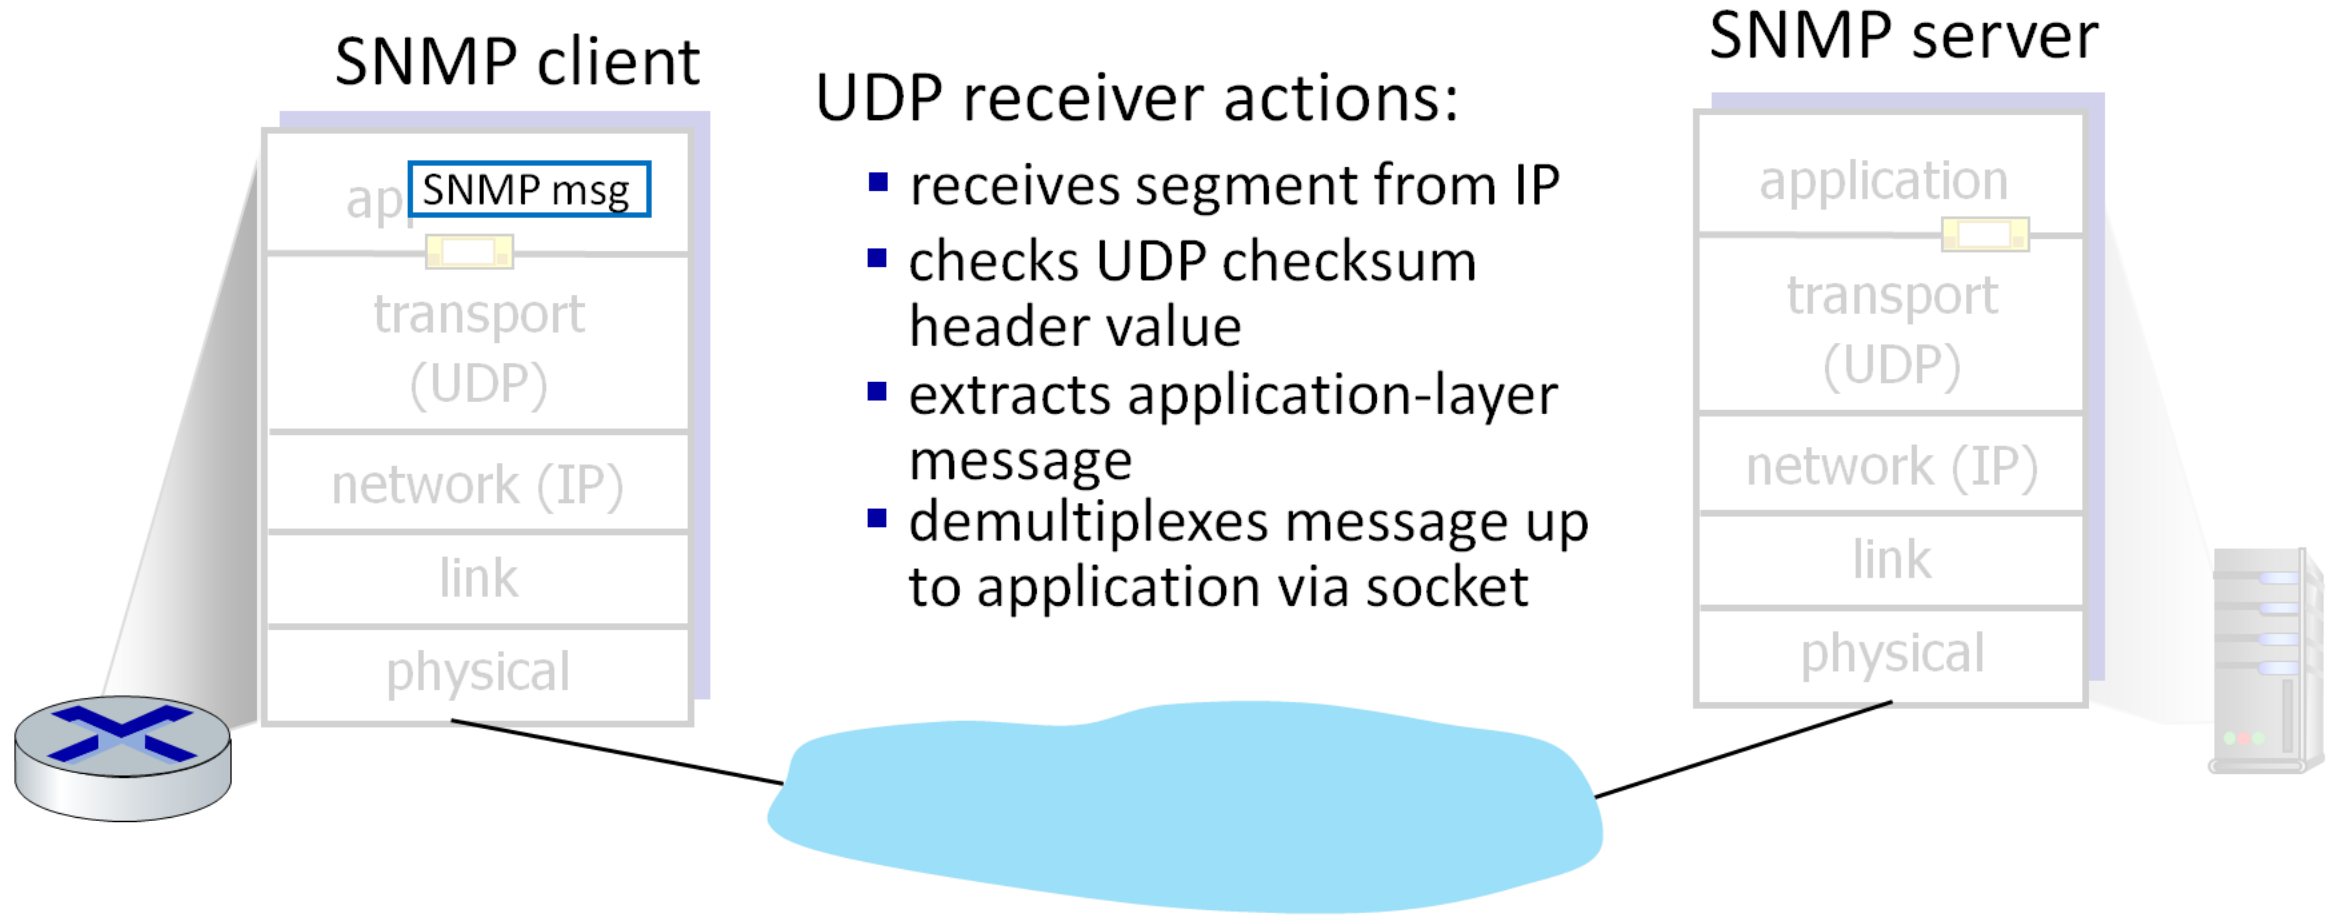 SNMP client
SNMP msg
transport
(UDP)
network (IP)
link
physical
UDP receiver actions:
receives segment from IP
checks UDP checksum
header value
extracts application-layer
message
demultiplexes message up
to application via socket
SNMP server
application
transport
(UDP)
network (IP)
link
physical